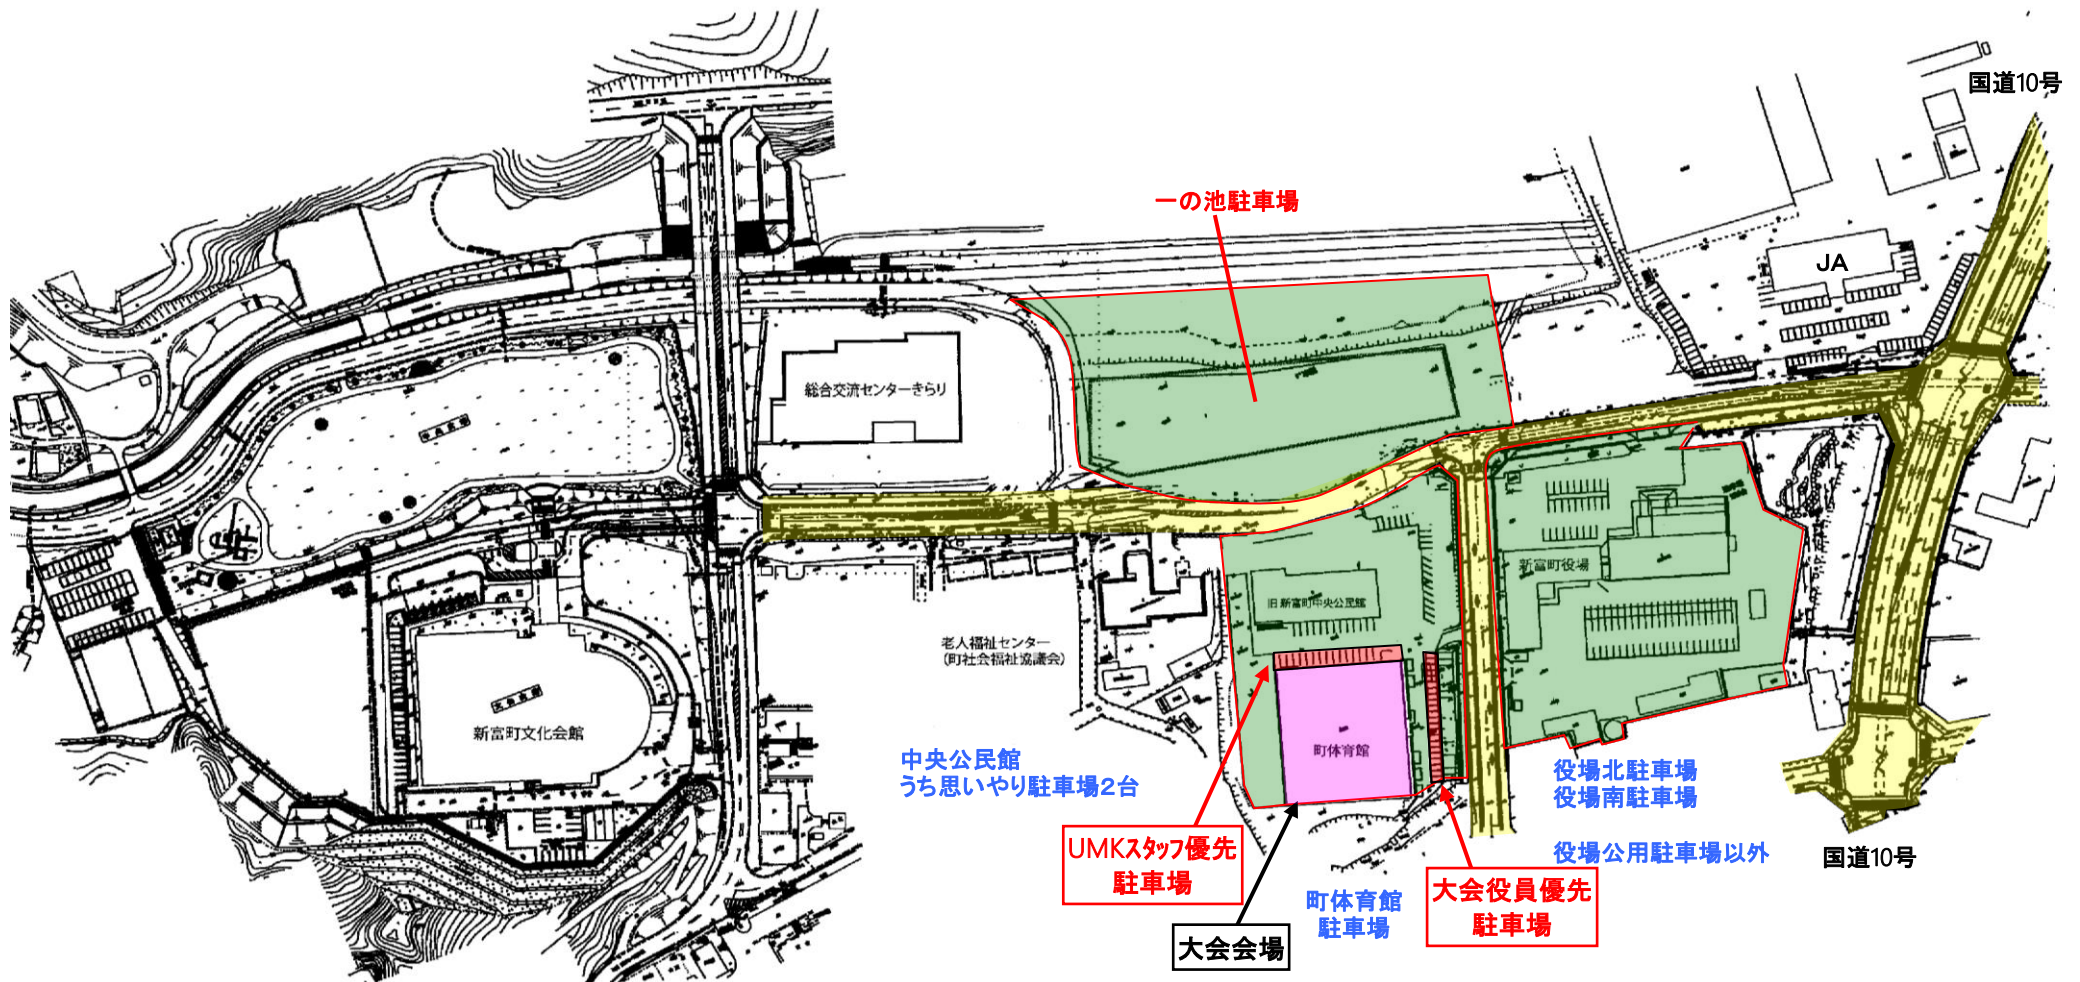 国道10号
一の池駐車場
JA
総合交流センターきらり
新富町役場
旧新富町中央公民館
老人福祉センター
(町社会福祉協議会)
新富町文化会館
町体育館
中央公民館
うち思いやり駐車場2台
役場北駐車場
役場南駐車場
役場公用駐車場以外
国道10号
UMKスタッフ優先
駐車場
大会役員優先
駐車場
町体育館
駐車場
大会会場